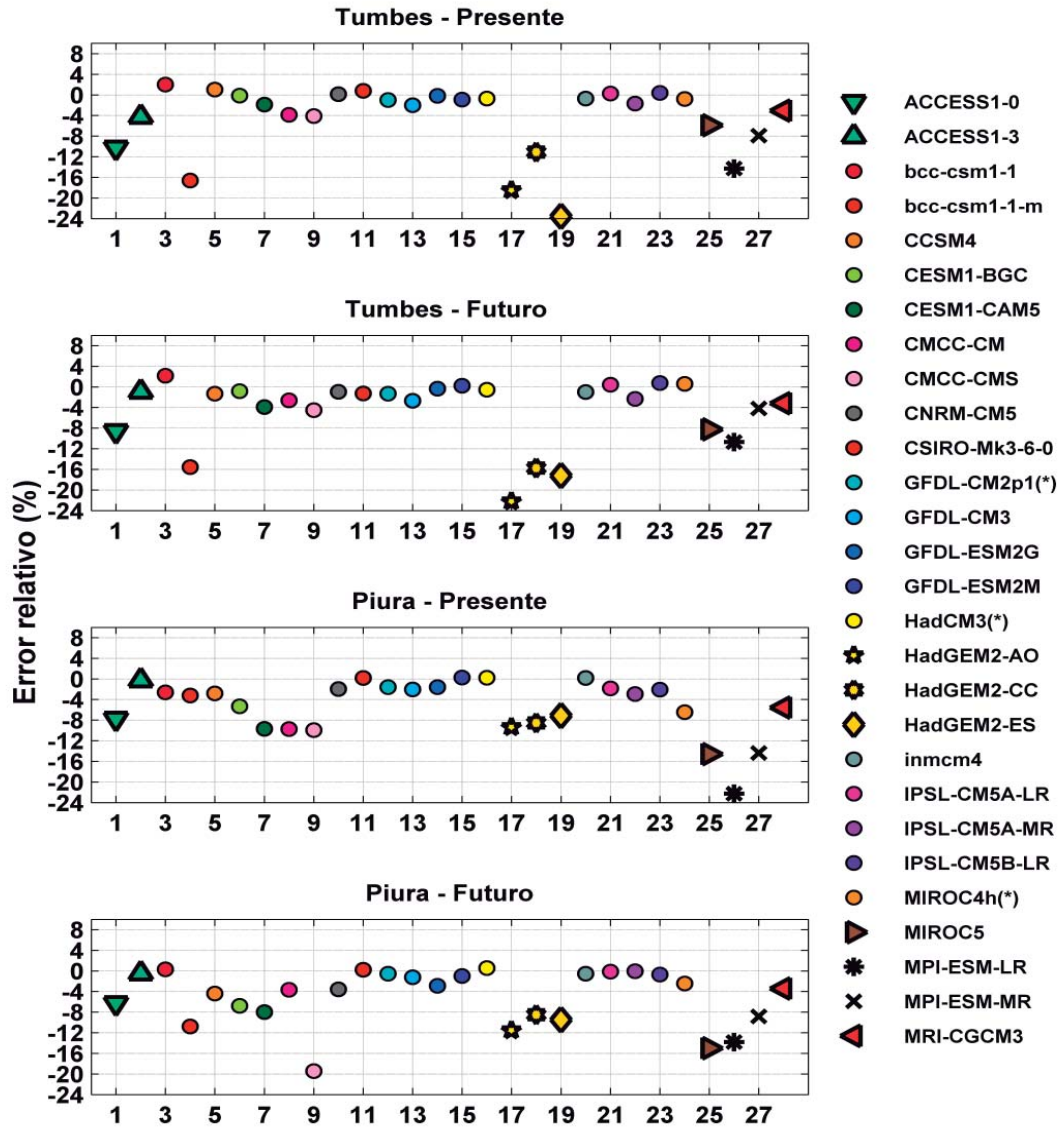 Tumbes - Presente
8
4
0
-4
-8
-12
-16
-20
-24
1 3 5 7 9 11 13 15 17 19 21 23 25 27
Tumbes - Futuro
8
4
0
-4
-8
-12
-16
-20
-24
1 3 5 7 9 11 13 15 17 19 21 23 25 27
Piura - Presente
8
4
0
-4
-8
-12
-16
-20
-24
1 3 5 7 9 11 13 15 17 19 21 23 25 27
Piura - Futuro
8
4
0
-4
-8
-12
-16
-20
-24
1 3 5 7 9 11 13 15 17 19 21 23 25 27
Error relativo (%)
ACCESS1-0
ACCESS1-3
bcc-csm1-1
bcc-csm1-1-m
CCSM4
CESM1-BGC
CESM1-CAM5
CMCC-CM
CMCC-CMS
CNRM-CM5
CSIRO-Mk3-6-0
GFDL-CM2p1(*)
GFDL-CM3
GFDL-ESM2G
GFDL-ESM2M
HadCM3(*)
HadGEM2-AO
HadGEM2-CC
HadGEM2-ES
inmcm4
IPSL-CM5A-LR
IPSL-CM5A-MR
IPSL-CM5B-LR
MIROC4h(*)
MIROC5
MPI-ESM-LR
MPI-ESM-MR
MRI-CGCM3